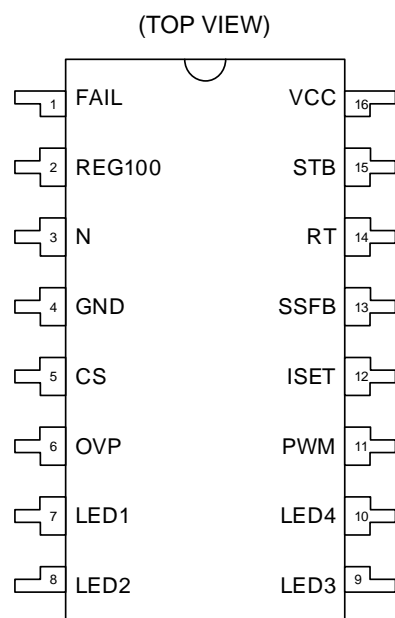 (TOP VIEW)
1 FAIL VCC 16
2 REG100 STB 15
3 N RT 14
4 GND SSFB 13
5 CS ISET 12
6 OVP PWM 11
7 LED1 LED4 10
8 LED2 LED3 9